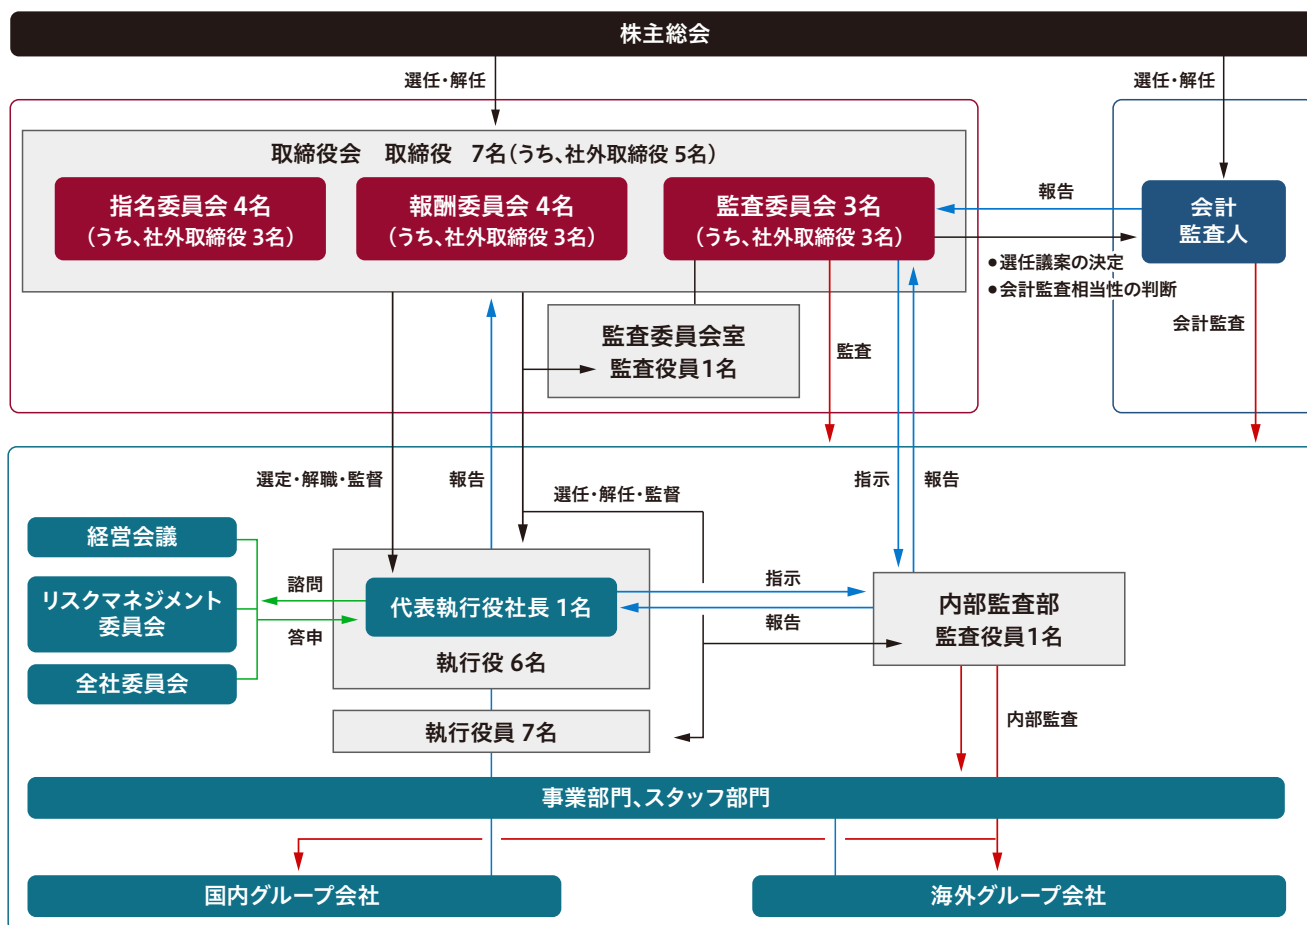 株主総会
選任・解任
選任・解任
取締役会　取締役　7名(うち、社外取締役 5名)
指名委員会 4名
(うち、社外取締役 3名)
報酬委員会 4名
(うち、社外取締役 3名)
監査委員会 3名
(うち、社外取締役 3名)
報告
会計
監査人
●選任議案の決定
●会計監査相当性の判断
会計監査
監査委員会室
監査役員1名
監査
選定・解職・監督
報告
選任・解任・監督
指示
報告
経営会議
リスクマネジメント
委員会
全社委員会
諮問
答申
代表執行役社長 1名
執行役 6名
指示
報告
内部監査部
監査役員1名
執行役員 7名
内部監査
事業部門、スタッフ部門
国内グループ会社
海外グループ会社